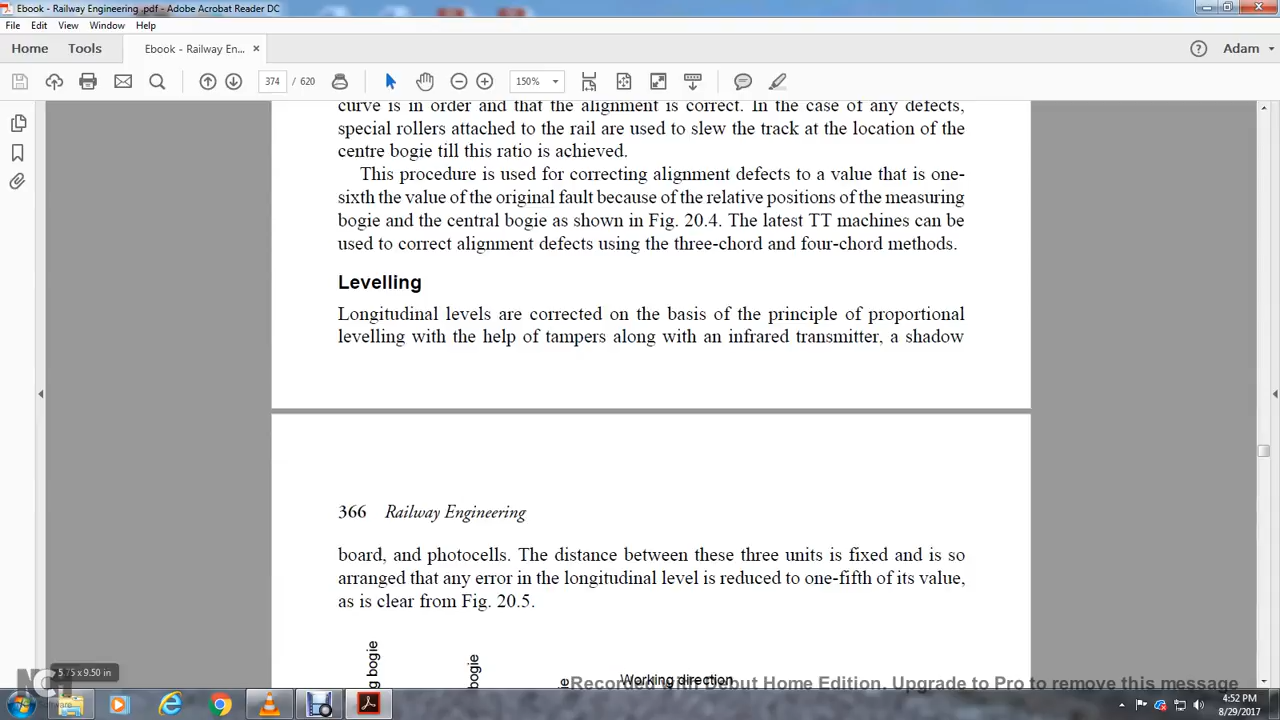 Ebook - Railway Engineering .pdf - Adobe Acrobat Reader DC
File Edit View Window Help
Home Tools Ebook - Railway En... × Adam
374 / 620 150%
curve is in order and that the alignment is correct. In the case of any defects,
special rollers attached to the rail are used to slew the track at the location of the
centre bogie till this ratio is achieved.
This procedure is used for correcting alignment defects to a value that is one-
sixth the value of the original fault because of the relative positions of the measuring
bogie and the central bogie as shown in Fig. 20.4. The latest TT machines can be
used to correct alignment defects using the three-chord and four-chord methods.
Levelling
Longitudinal levels are corrected on the basis of the principle of proportional
levelling with the help of tampers along with an infrared transmitter, a shadow
366 Railway Engineering
board, and photocells. The distance between these three units is fixed and is so
arranged that any error in the longitudinal level is reduced to one-fifth of its value,
as is clear from Fig. 20.5.
g bogie
bogie
Working direction
5.75 x 9.50 in
Recorded with Debut Home Edition. Upgrade to Pro to remove this message
NCH
Software
4:52 PM
8/29/2017